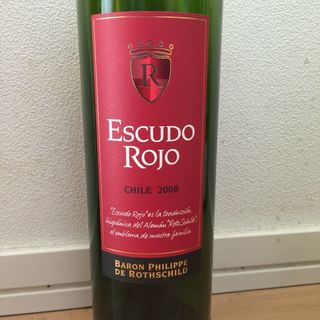 R
ESCUDO
ROJO
CHILE 2008
"Escudo Rojo" es la traducción
hispánica del Alemán "Rote Schild",
el emblema de nuestra familia
BARON PHILIPPE
DE ROTHSCHILD